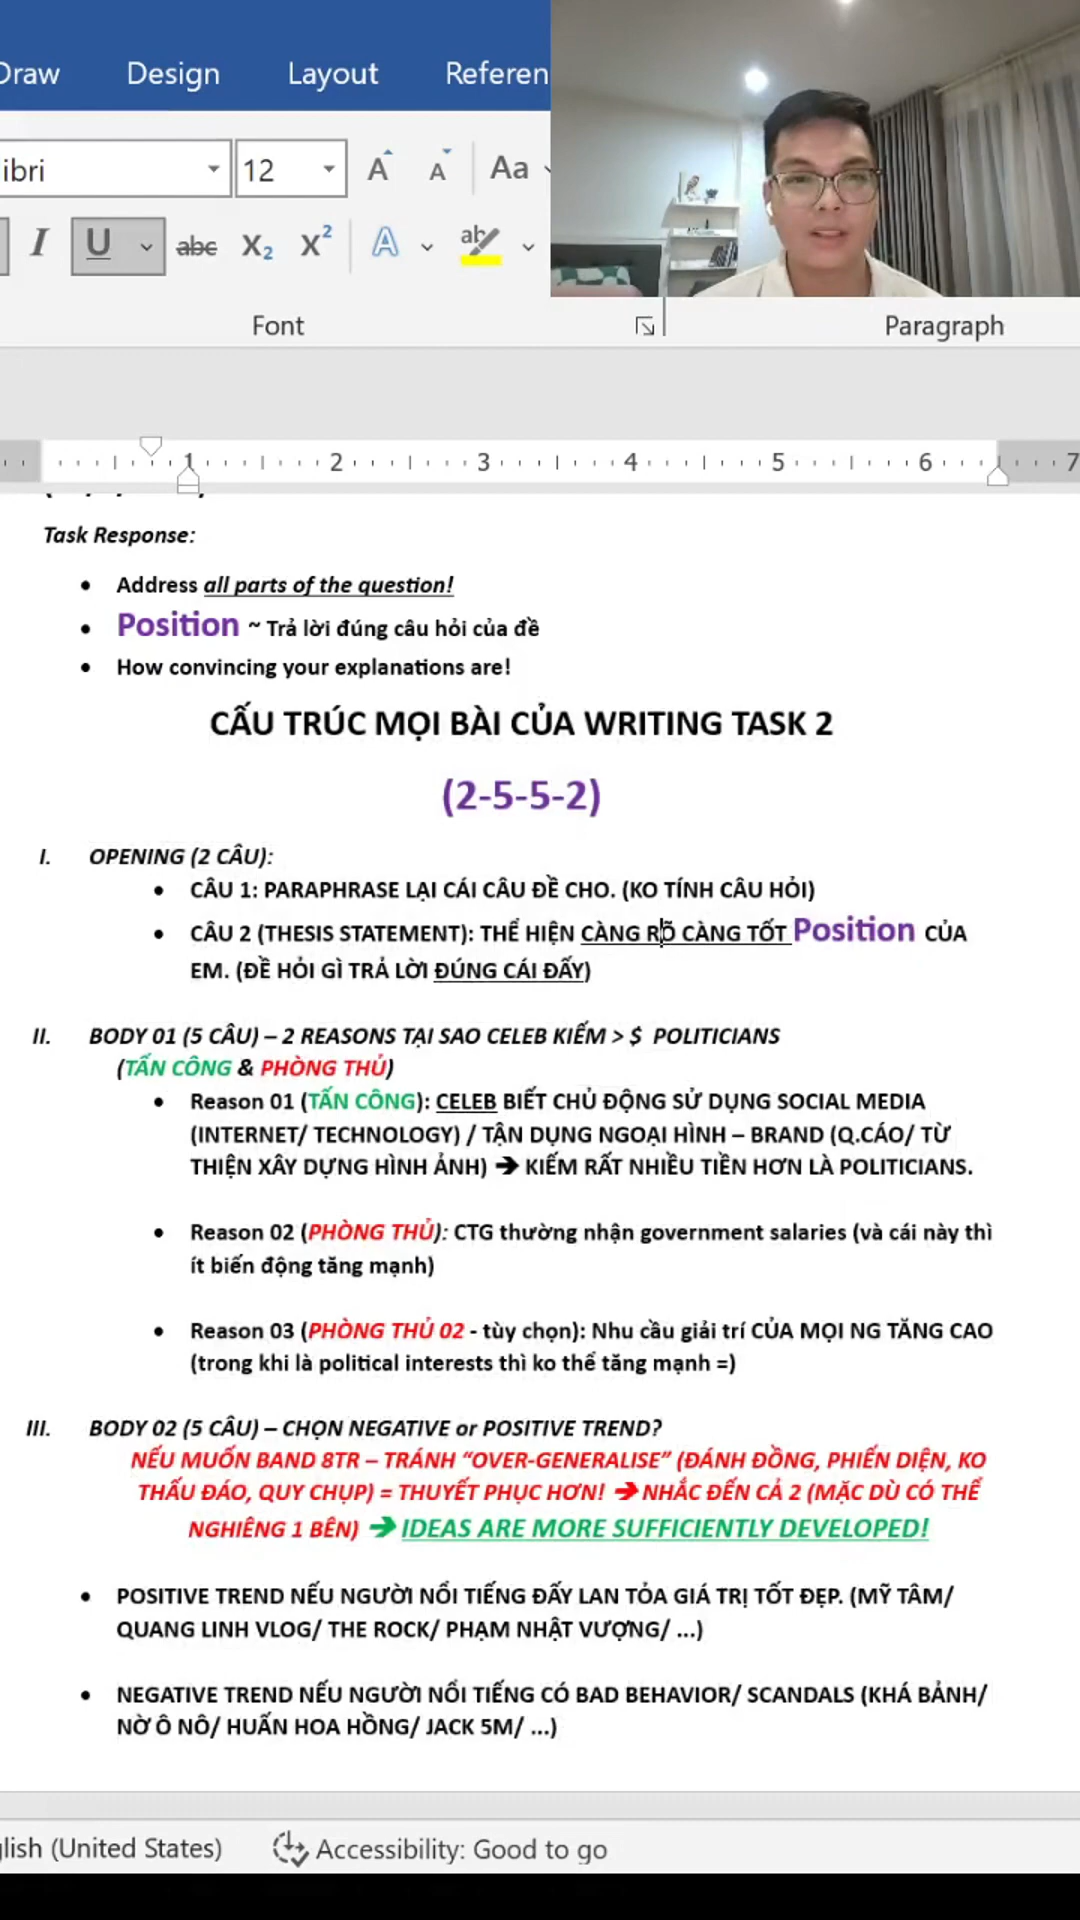 Draw Design Layout Referen
ibri 12 A A Aa
I U abc X₂ X² A ab
Font Paragraph
1 2 3 4 5 6 7
Task Response:
• Address all parts of the question!
• Position ~ Trả lời đúng câu hỏi của đề
• How convincing your explanations are!
CẤU TRÚC MỌI BÀI CỦA WRITING TASK 2
(2-5-5-2)
I. OPENING (2 CÂU):
• CÂU 1: PARAPHRASE LẠI CÁI CÂU ĐỀ CHO. (KO TÍNH CÂU HỎI)
• CÂU 2 (THESIS STATEMENT): THỂ HIỆN CÀNG RÕ CÀNG TỐT Position CỦA
EM. (ĐỀ HỎI GÌ TRẢ LỜI ĐÚNG CÁI ĐẤY)
II. BODY 01 (5 CÂU) – 2 REASONS TẠI SAO CELEB KIẾM > $ POLITICIANS
(TẤN CÔNG & PHÒNG THỦ)
• Reason 01 (TẤN CÔNG): CELEB BIẾT CHỦ ĐỘNG SỬ DỤNG SOCIAL MEDIA
(INTERNET/ TECHNOLOGY) / TẬN DỤNG NGOẠI HÌNH – BRAND (Q.CÁO/ TỪ
THIỆN XÂY DỰNG HÌNH ẢNH) ➔ KIẾM RẤT NHIỀU TIỀN HƠN LÀ POLITICIANS.
• Reason 02 (PHÒNG THỦ): CTG thường nhận government salaries (và cái này thì
ít biến động tăng mạnh)
• Reason 03 (PHÒNG THỦ 02 - tùy chọn): Nhu cầu giải trí CỦA MỌI NG TĂNG CAO
(trong khi là political interests thì ko thể tăng mạnh =)
III. BODY 02 (5 CÂU) – CHỌN NEGATIVE or POSITIVE TREND?
NẾU MUỐN BAND 8TR – TRÁNH “OVER-GENERALISE” (ĐÁNH ĐỒNG, PHIẾN DIỆN, KO
THẤU ĐÁO, QUY CHỤP) = THUYẾT PHỤC HƠN! ➔ NHẮC ĐẾN CẢ 2 (MẶC DÙ CÓ THỂ
NGHIÊNG 1 BÊN) ➔ IDEAS ARE MORE SUFFICIENTLY DEVELOPED!
• POSITIVE TREND NẾU NGƯỜI NỔI TIẾNG ĐẤY LAN TỎA GIÁ TRỊ TỐT ĐẸP. (MỸ TÂM/
QUANG LINH VLOG/ THE ROCK/ PHẠM NHẬT VƯỢNG/ ...)
• NEGATIVE TREND NẾU NGƯỜI NỔI TIẾNG CÓ BAD BEHAVIOR/ SCANDALS (KHÁ BẢNH/
NỜ Ô NÔ/ HUẤN HOA HỒNG/ JACK 5M/ ...)
glish (United States) Accessibility: Good to go